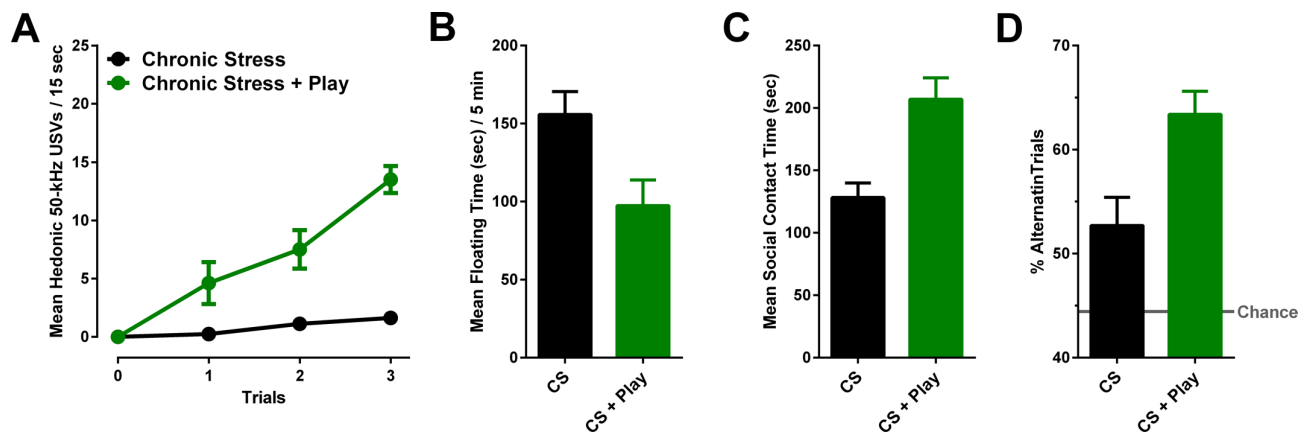 A
Mean Hedonic 50-kHz USVs / 15 sec
25
20
15
10
5
0
Chronic Stress
Chronic Stress + Play
0 1 2 3
Trials
B
Mean Floating Time (sec) / 5 min
200
150
100
50
0
CS
CS + Play
C
Mean Social Contact Time (sec)
250
200
150
100
50
0
CS
CS + Play
D
% AlternatinTrials
70
60
50
40
Chance
CS
CS + Play